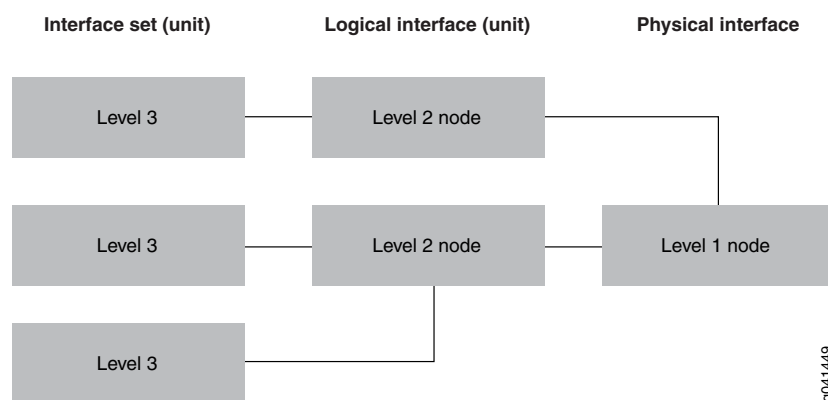 Interface set (unit) Logical interface (unit) Physical interface
Level 3 Level 2 node
Level 3 Level 2 node Level 1 node
Level 3
g041449